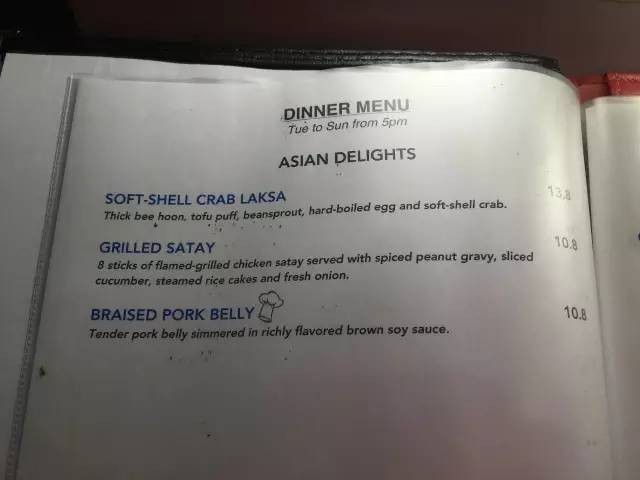 DINNER MENU
Tue to Sun from 5pm
ASIAN DELIGHTS
SOFT-SHELL CRAB LAKSA 13.8
Thick bee hoon, tofu puff, beansprout, hard-boiled egg and soft-shell crab.
GRILLED SATAY 10.8
8 sticks of flamed-grilled chicken satay served with spiced peanut gravy, sliced
cucumber, steamed rice cakes and fresh onion.
BRAISED PORK BELLY 10.8
Tender pork belly simmered in richly flavored brown soy sauce.